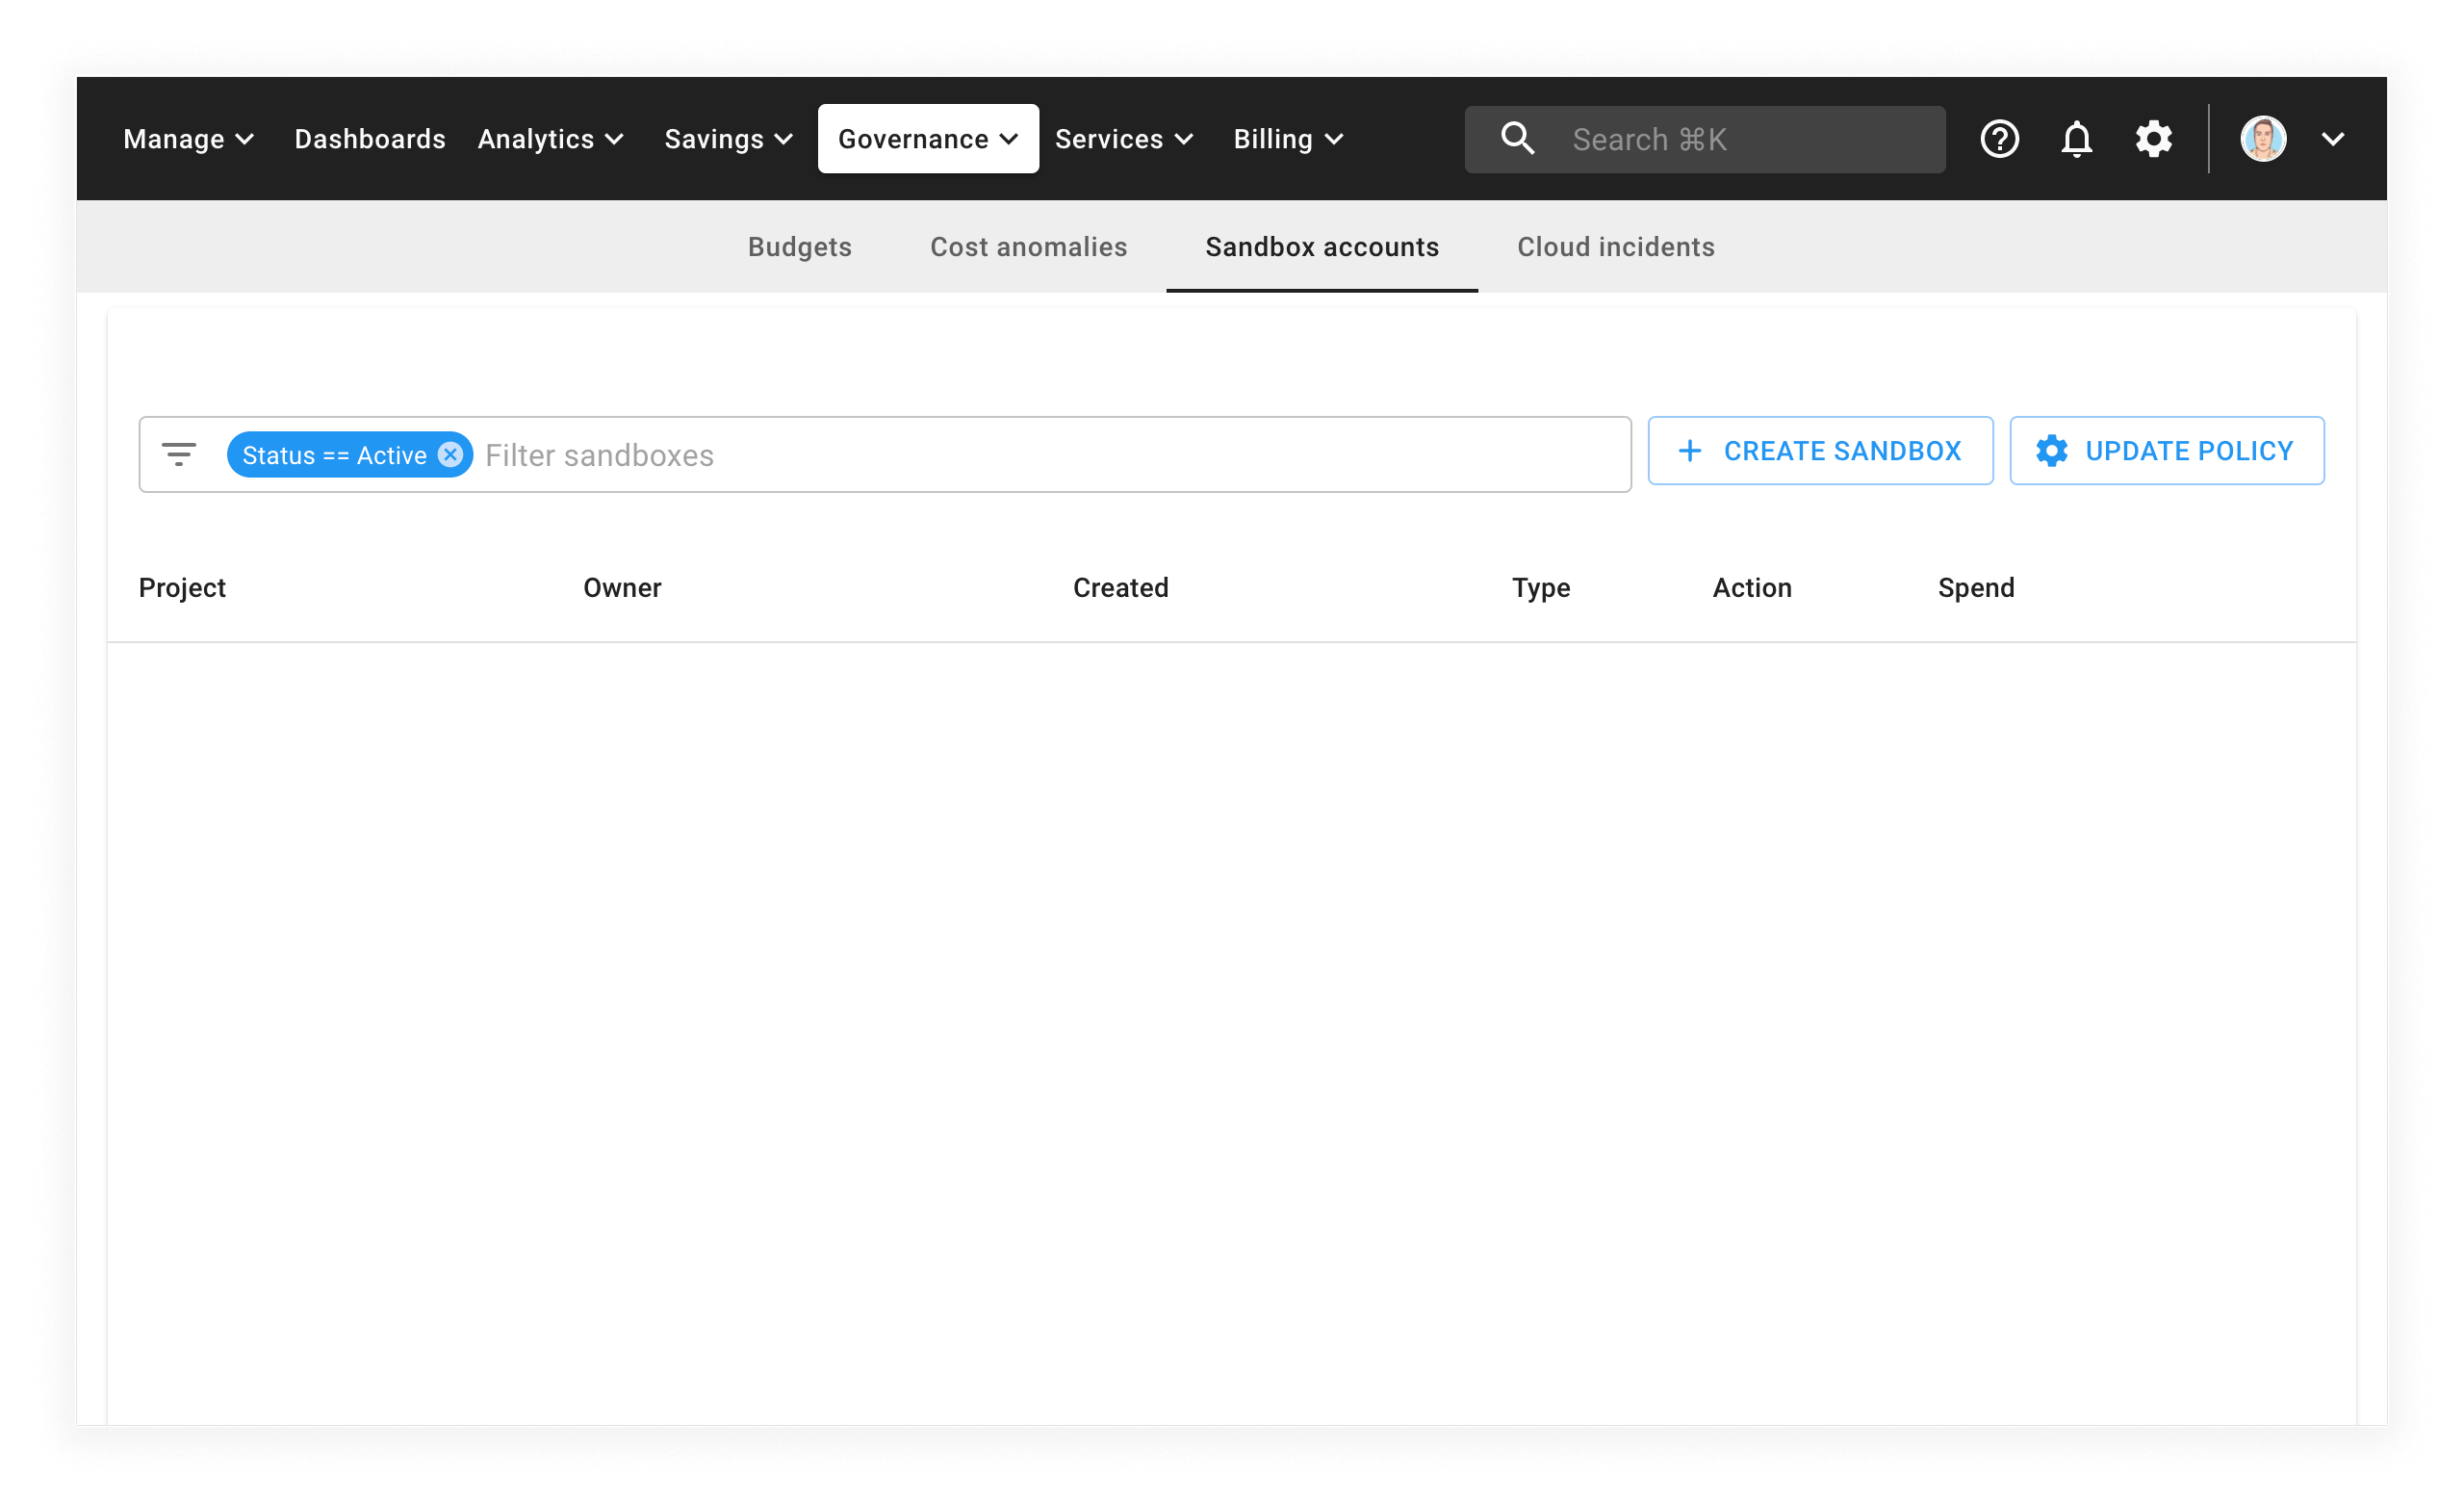 Manage Dashboards Analytics Savings Governance Services Billing Search ⌘K
Budgets Cost anomalies Sandbox accounts Cloud incidents
Status == Active Filter sandboxes CREATE SANDBOX UPDATE POLICY
Project Owner Created Type Action Spend